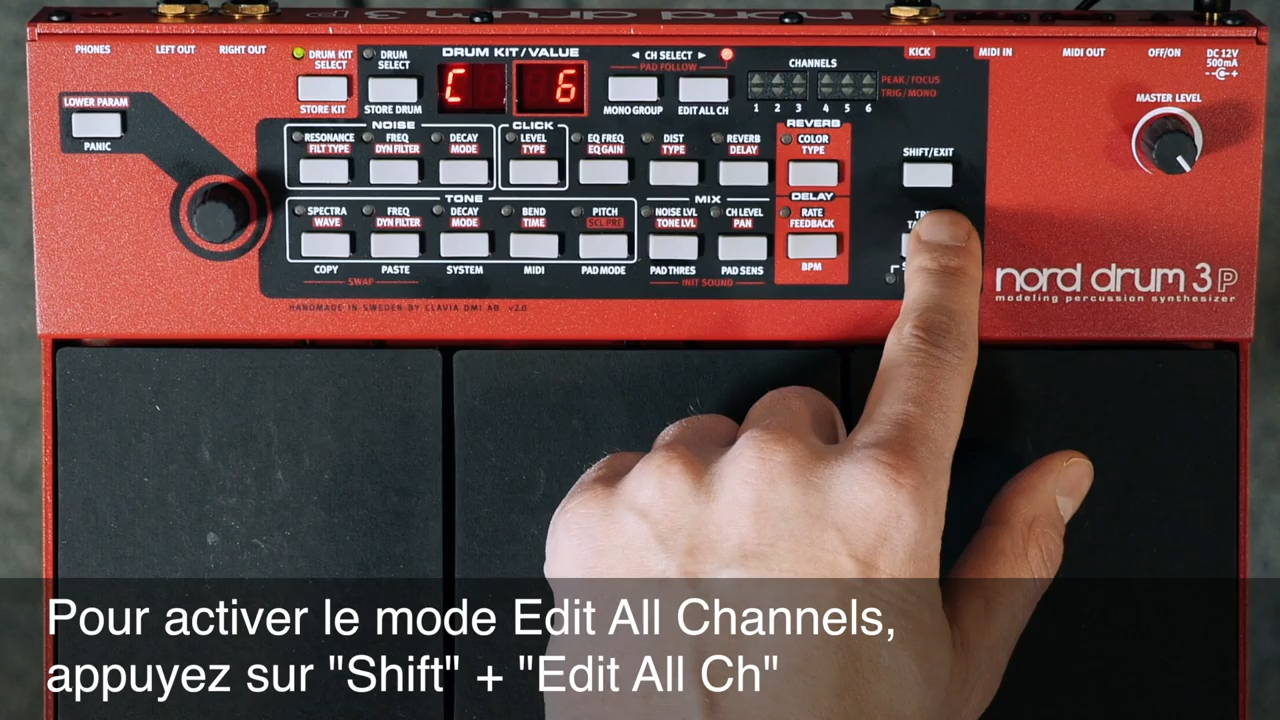 nord drum 3P
PHONES
LEFT OUT
RIGHT OUT
KICK
MIDI IN
MIDI OUT
OFF/ON
DC 12V
500mA
DRUM KIT
SELECT
STORE KIT
DRUM
SELECT
STORE DRUM
DRUM KIT/VALUE
C 6
◄ CH SELECT ►
PAD FOLLOW
MONO GROUP
EDIT ALL CH
CHANNELS
1 2 3 4 5 6
PEAK/FOCUS
TRIG/MONO
MASTER LEVEL
LOWER PARAM
PANIC
NOISE
RESONANCE
FILT TYPE
FREQ
DYN FILTER
DECAY
MODE
CLICK
LEVEL
TYPE
EQ FREQ
EQ GAIN
DIST
TYPE
REVERB
DELAY
REVERB
COLOR
TYPE
SHIFT/EXIT
TONE
SPECTRA
WAVE
FREQ
DYN FILTER
DECAY
MODE
BEND
TIME
PITCH
SCL PRE
MIX
NOISE LVL
TONE LVL
CH LEVEL
PAN
DELAY
RATE
FEEDBACK
COPY
PASTE
SWAP
SYSTEM
MIDI
PAD MODE
PAD THRES
PAD SENS
INIT SOUND
BPM
nord drum 3P
modeling percussion synthesizer
HANDMADE IN SWEDEN BY CLAVIA DMI AB v2.0
Pour activer le mode Edit All Channels,
appuyez sur "Shift" + "Edit All Ch"